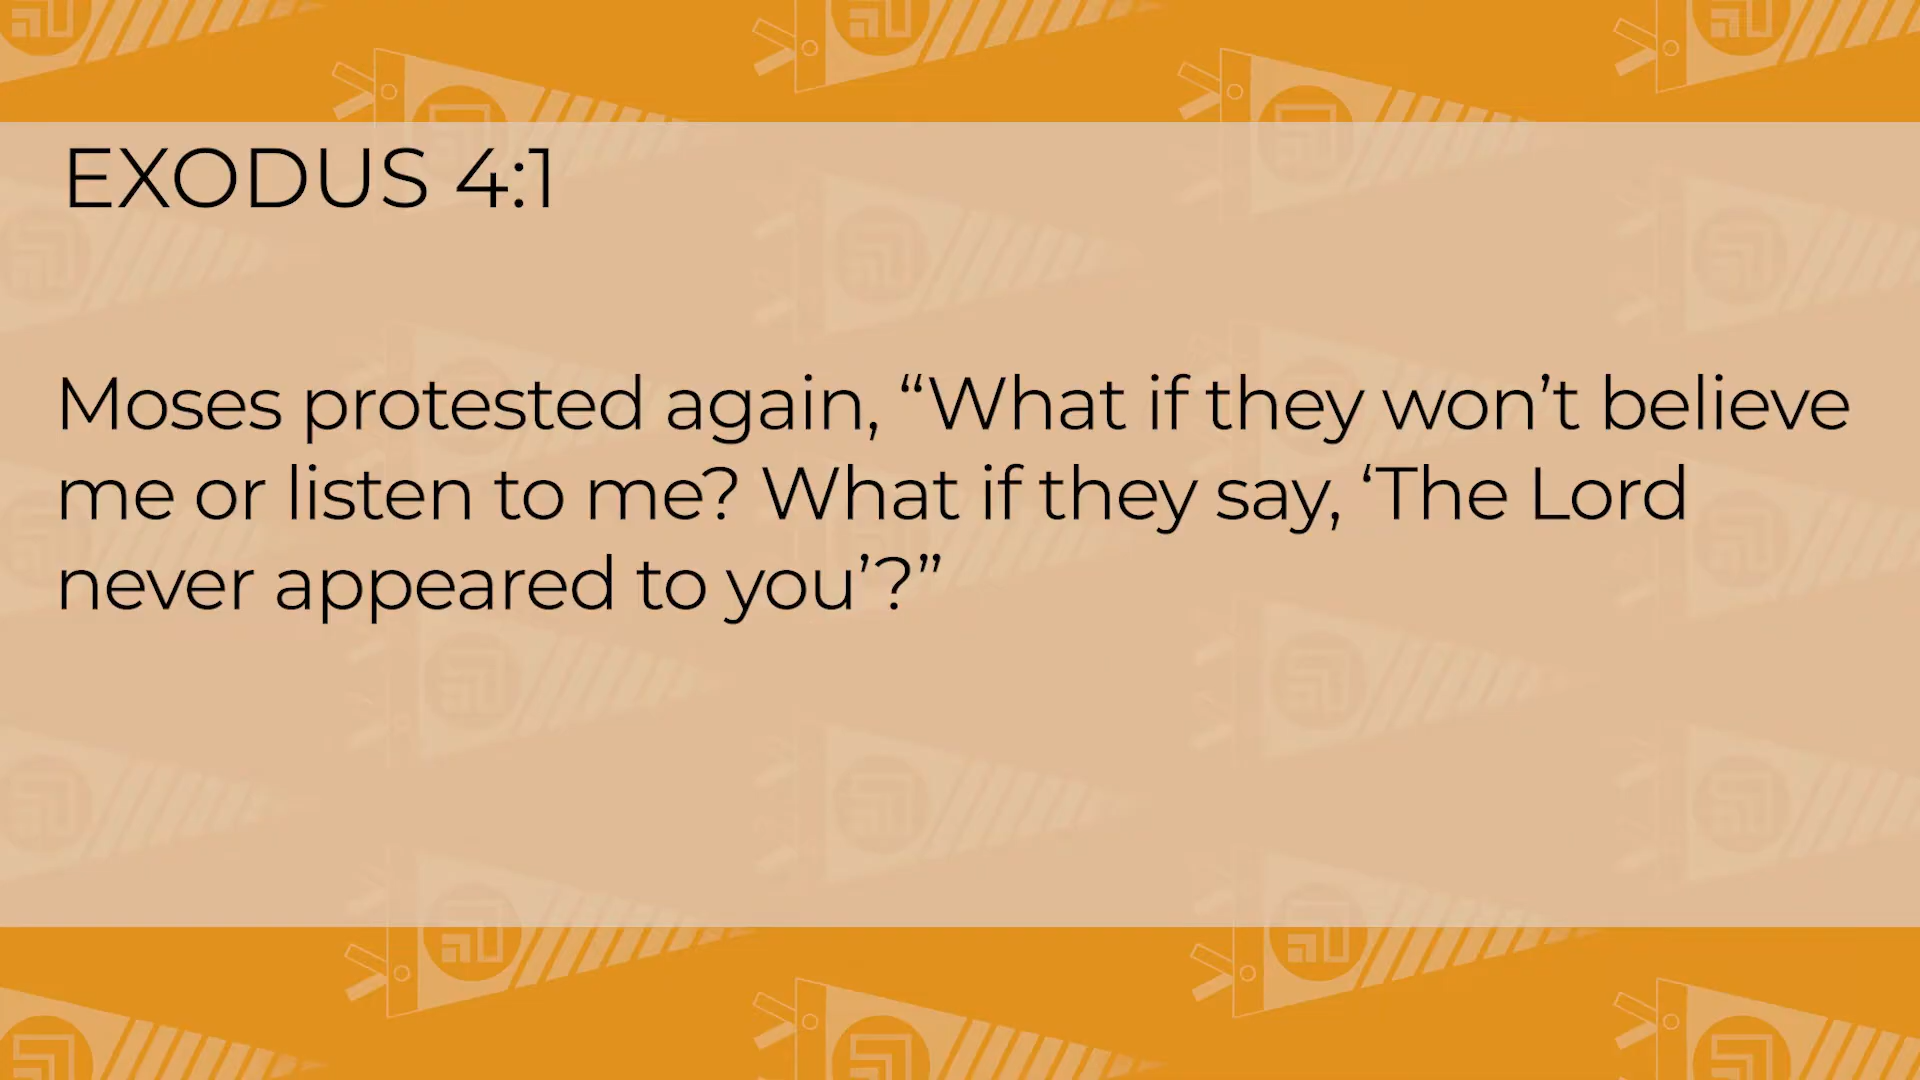 EXODUS 4:1
Moses protested again, “What if they won’t believe
me or listen to me? What if they say, ‘The Lord
never appeared to you’?”